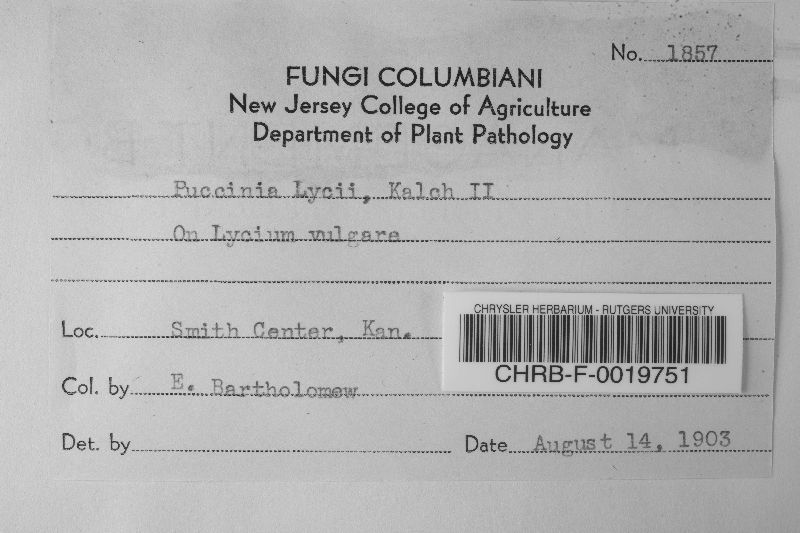 No. 1857
FUNGI COLUMBIANI
New Jersey College of Agriculture
Department of Plant Pathology
Puccinia Lycii, Kalch II
On Lycium vulgare
Loc. Smith Center, Kan.
CHRYSLER HERBARIUM - RUTGERS UNIVERSITY
CHRB-F-0019751
Col. by E. Bartholomew
Det. by
Date August 14, 1903